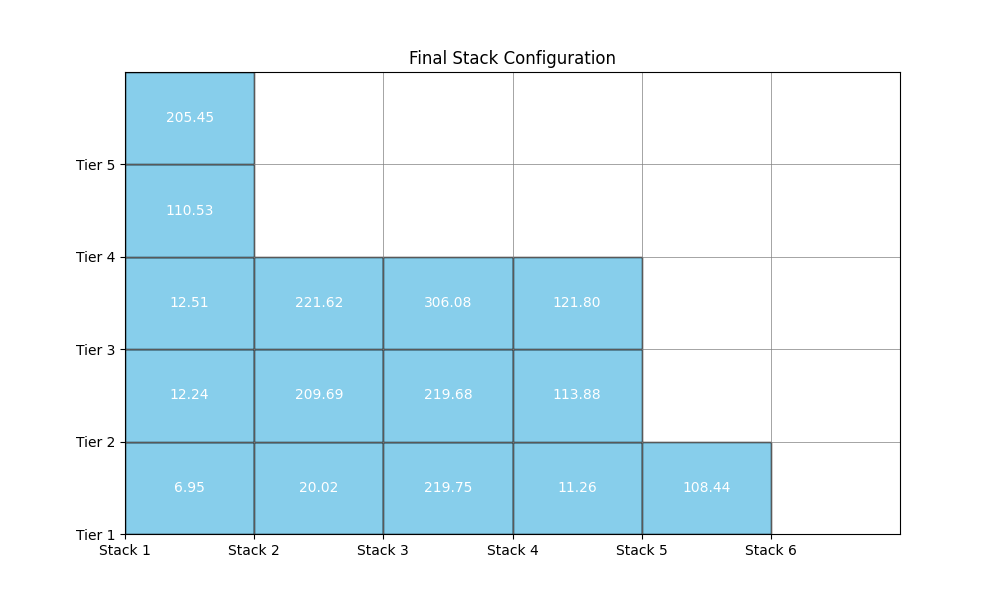 Final Stack Configuration
205.45
Tier 5
110.53
Tier 4
12.51 221.62 306.08 121.80
Tier 3
12.24 209.69 219.68 113.88
Tier 2
6.95 20.02 219.75 11.26 108.44
Tier 1
Stack 1 Stack 2 Stack 3 Stack 4 Stack 5 Stack 6